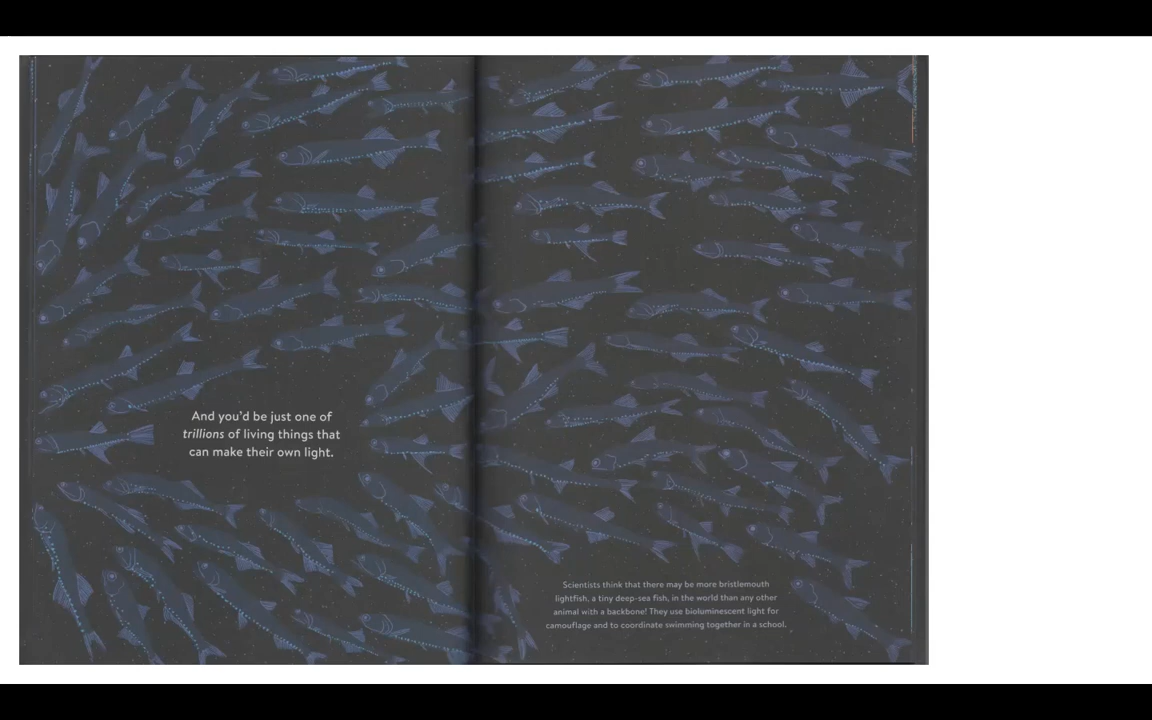 And you'd be just one of
trillions of living things that
can make their own light.
Scientists think that there may be more bristlemouth
lightfish, a tiny deep-sea fish, in the world than any other
animal with a backbone! They use bioluminescent light for
camouflage and to coordinate swimming together in a school.